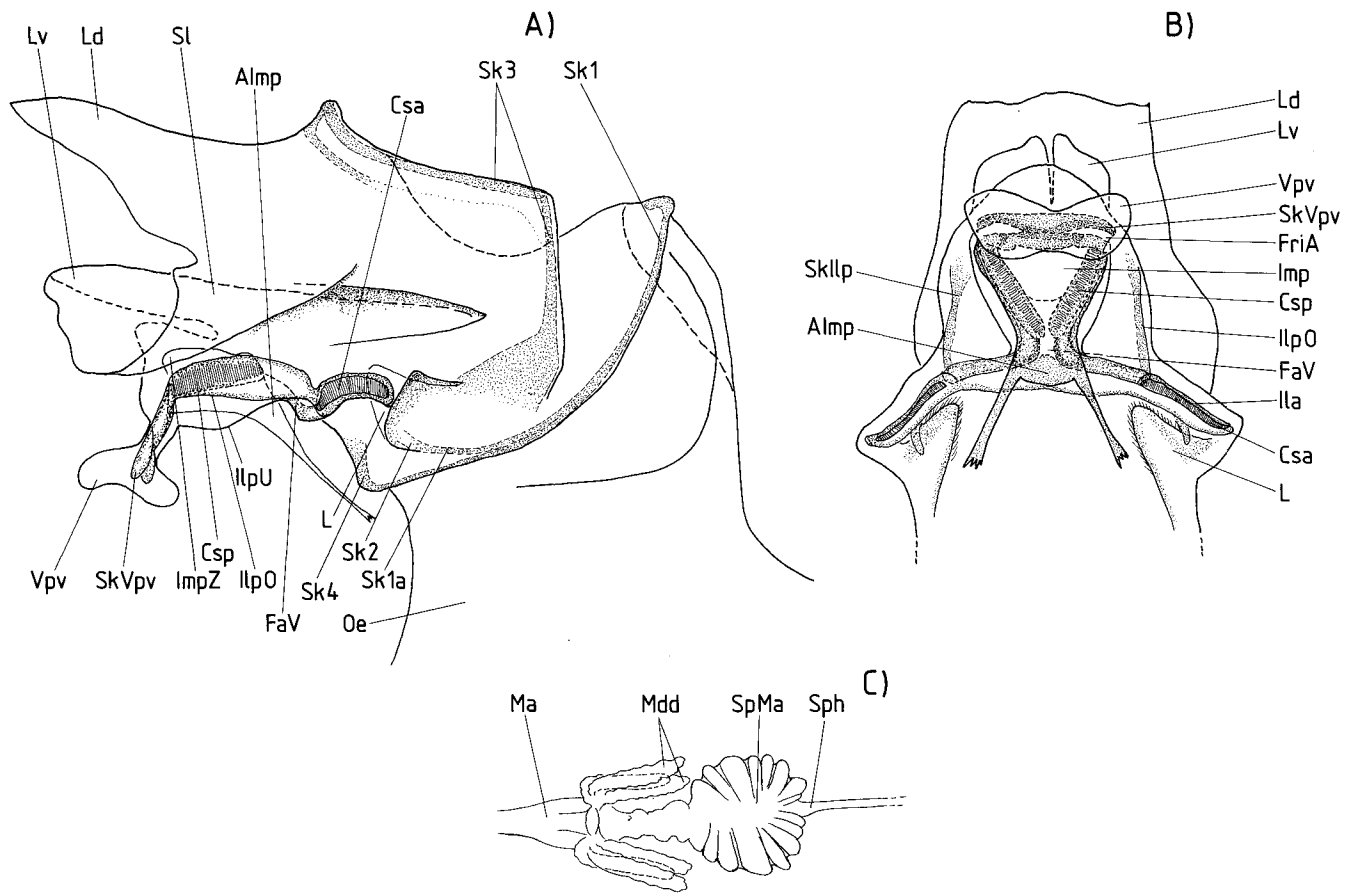 A)
Lv
Ld
Sl
AImp
Csa
Sk3
Sk1
IlpU
L
Csp
Sk2
Vpv
SkVpv
ImpZ
IlpO
Sk4
Sk1a
FaV
Oe
B)
Ld
Lv
Vpv
SkVpv
FriA
SkIlp
Imp
Csp
AImp
IlpO
FaV
Ila
Csa
L
C)
Ma
Mdd
SpMa
Sph